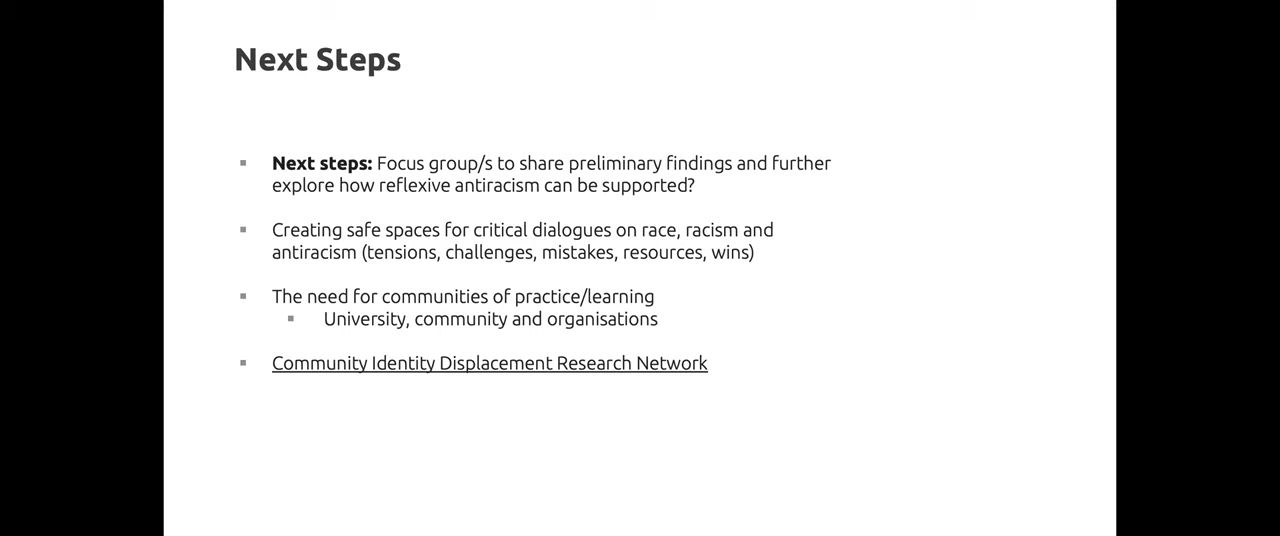 Next Steps
Next steps: Focus group/s to share preliminary findings and further
explore how reflexive antiracism can be supported?
Creating safe spaces for critical dialogues on race, racism and
antiracism (tensions, challenges, mistakes, resources, wins)
The need for communities of practice/learning
University, community and organisations
Community Identity Displacement Research Network